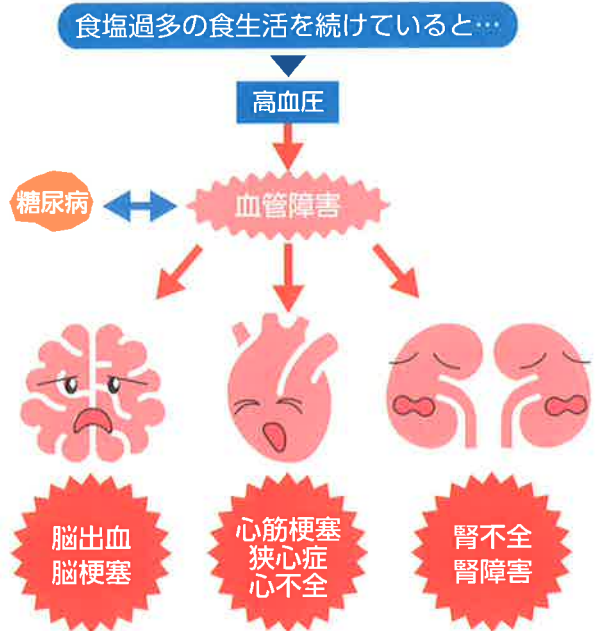 食塩過多の食生活を続けていると…
高血圧
糖尿病
血管障害
脳出血
脳梗塞
心筋梗塞
狭心症
心不全
腎不全
腎障害